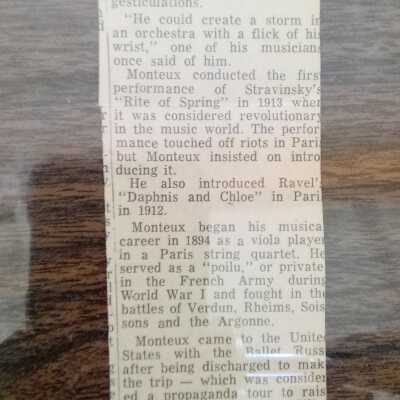 gesticulations.
"He could create a storm in
an orchestra with a flick of his
wrist," one of his musicians
once said of him.
Monteux conducted the first
performance of Stravinsky's
"Rite of Spring" in 1913 when
it was considered revolutionary
in the music world. The perfor
mance touched off riots in Paris
but Monteux insisted on intro
ducing it.
He also introduced Ravel's
"Daphnis and Chloe" in Paris
in 1912.
Monteux began his musical
career in 1894 as a viola player
in a Paris string quartet. He
served as a "poilu," or private
in the French Army during
World War I and fought in the
battles of Verdun, Rheims, Sois
sons and the Argonne.
Monteux came to the United
States with the Ballet Russ
after being discharged to mak
the trip — which was consider
ed a propaganda tour to rais